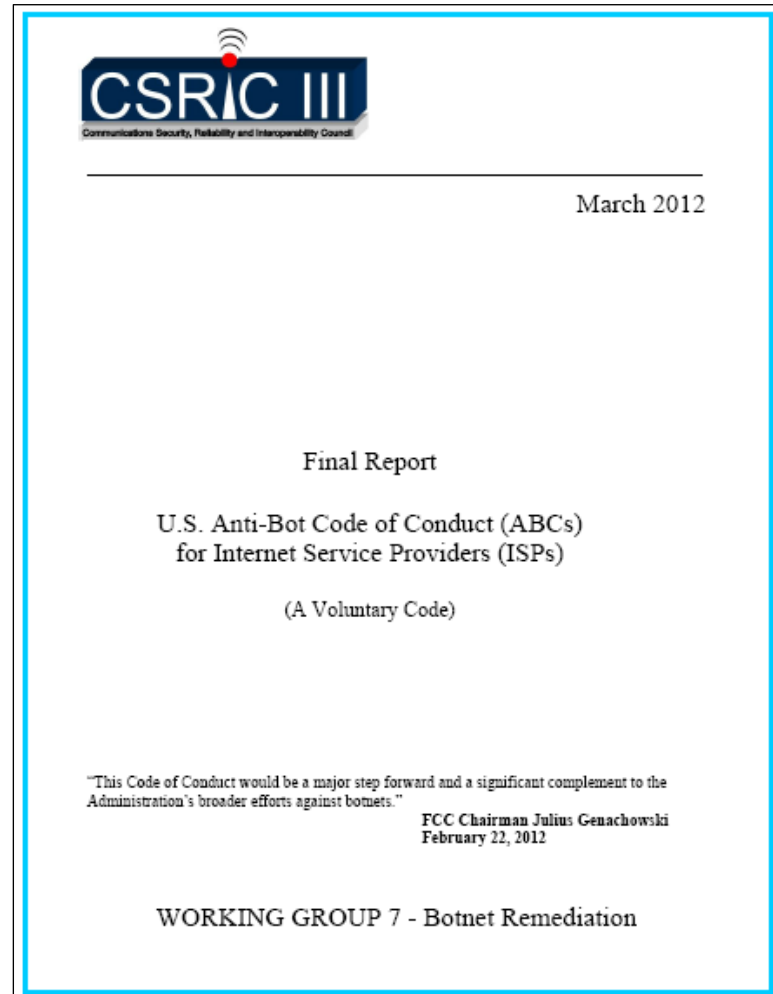 CSRIC III
Communications Security, Reliability and Interoperability Council
March 2012
Final Report
U.S. Anti-Bot Code of Conduct (ABCs)
for Internet Service Providers (ISPs)
(A Voluntary Code)
“This Code of Conduct would be a major step forward and a significant complement to the
Administration’s broader efforts against botnets.”
FCC Chairman Julius Genachowski
February 22, 2012
WORKING GROUP 7 - Botnet Remediation